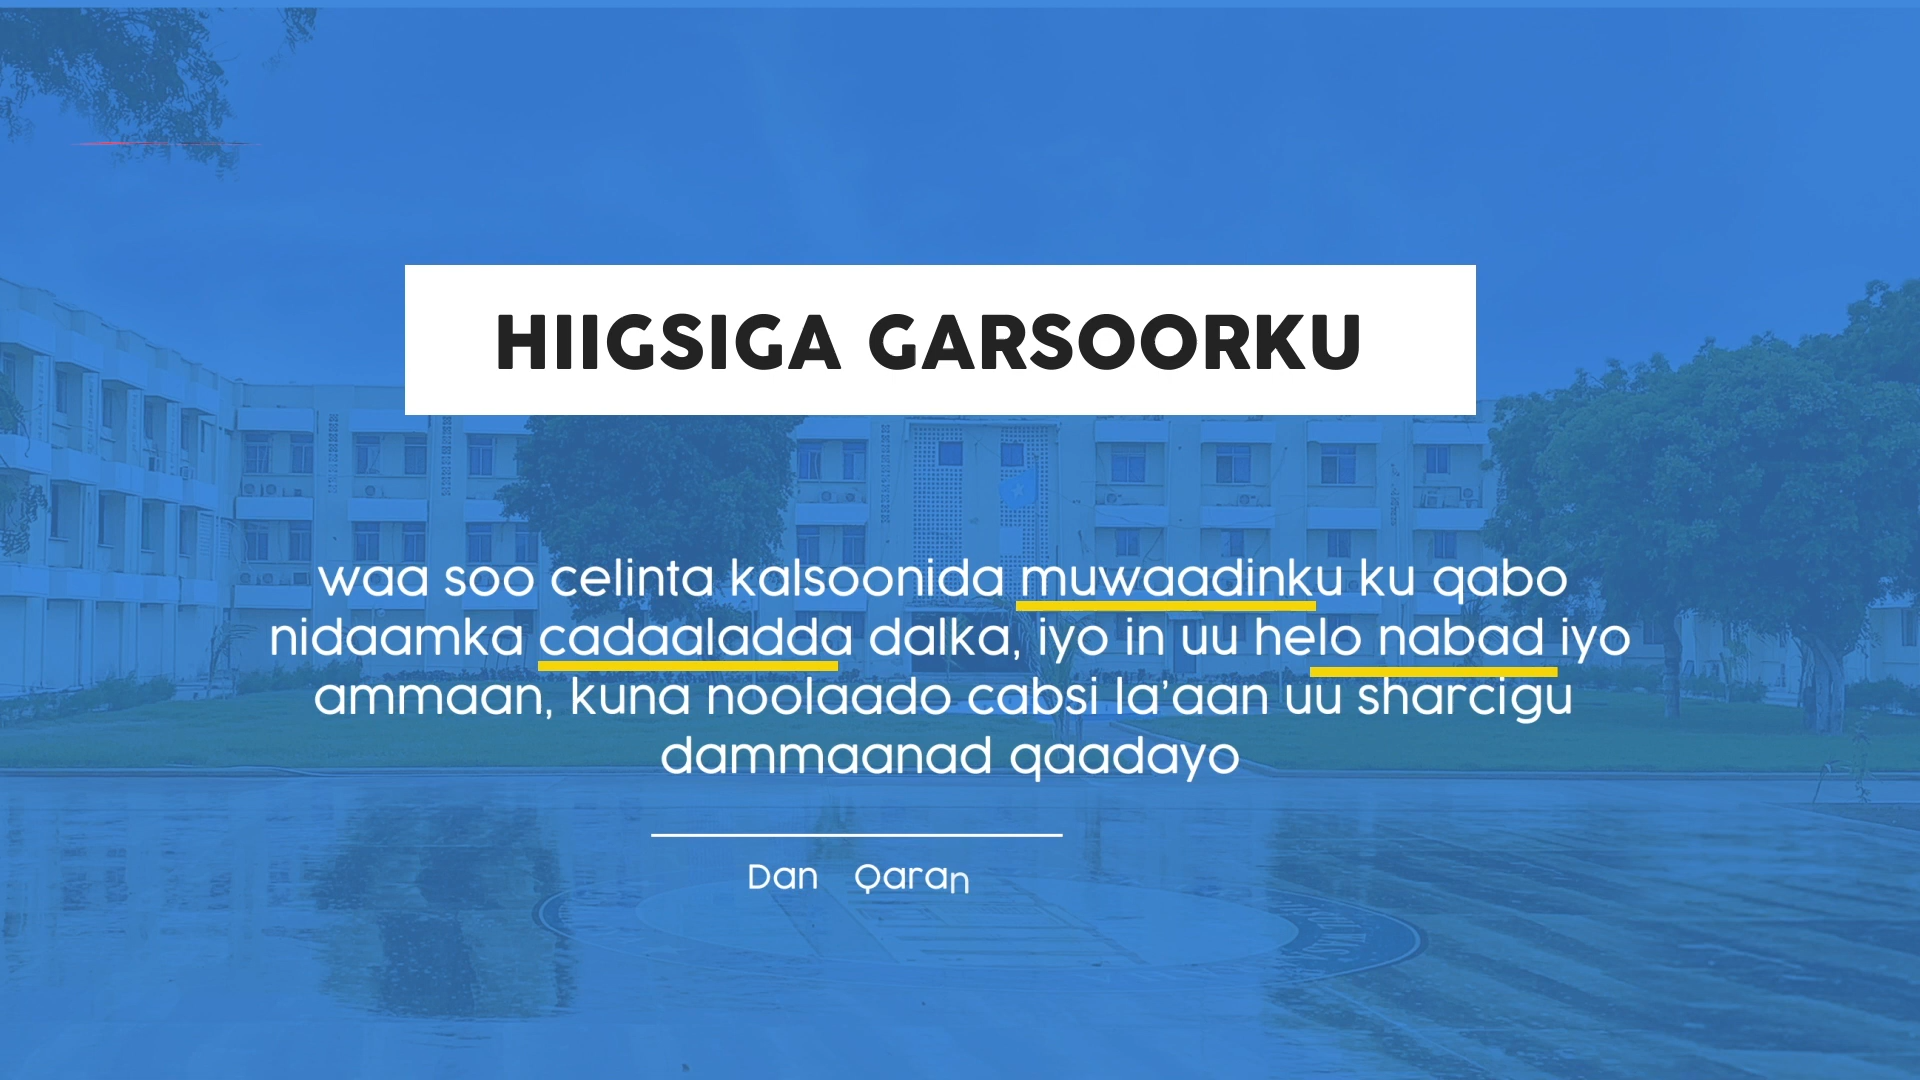 HIIGSIGA GARSOORKU
waa soo celinta kalsoonida muwaadinku ku qabo
nidaamka cadaaladda dalka, iyo in uu helo nabad iyo
ammaan, kuna noolaado cabsi la’aan uu sharcigu
dammaanad qaadayo
Dan Qaran